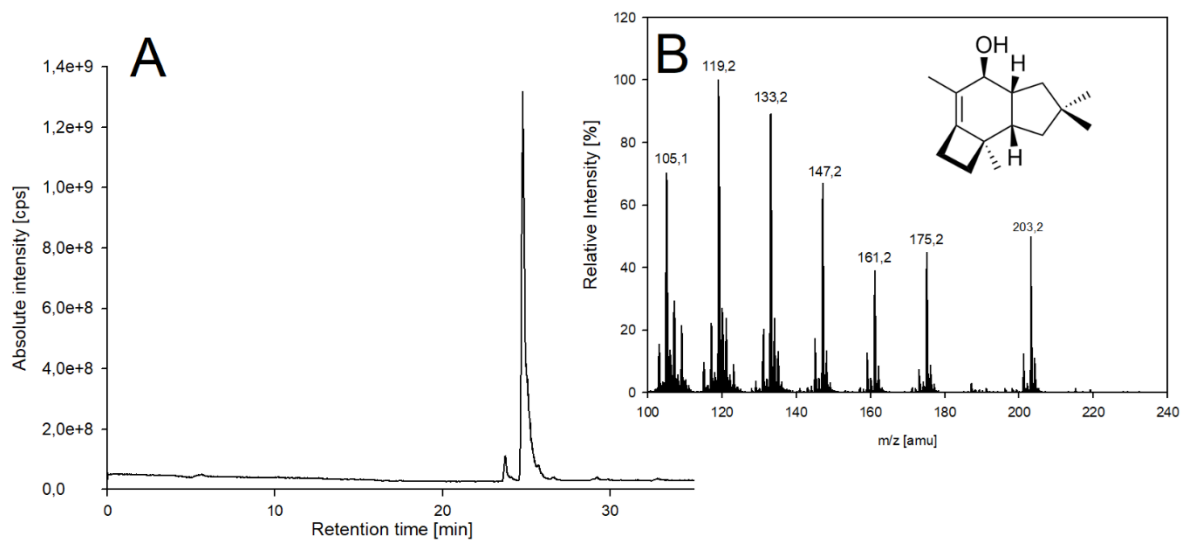 A
Absolute intensity [cps]
1,4e+9
1,2e+9
1,0e+9
8,0e+8
6,0e+8
4,0e+8
2,0e+8
0,0
0
10
20
30
Retention time [min]
B
Relative Intensity [%]
120
100
80
60
40
20
0
105,1
119,2
133,2
147,2
161,2
175,2
203,2
OH
H
H
100
120
140
160
180
200
220
240
m/z [amu]